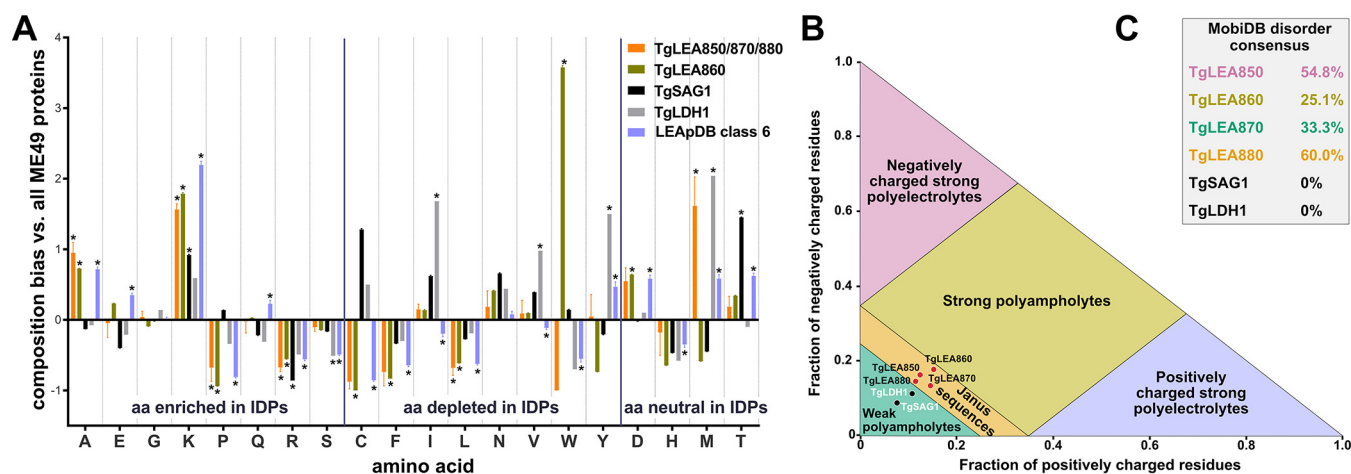 A
composition bias vs. all ME49 proteins
4
3
2
1
0
-1
TgLEA850/870/880
TgLEA860
TgSAG1
TgLDH1
LEApDB class 6
* * * * * * * * * * * * * * * * * * * * * * * * * * * * * * * * * * * * * * * *
aa enriched in IDPs
aa depleted in IDPs
aa neutral in IDPs
A E G K P Q R S C F I L N V W Y D H M T
amino acid
B
Fraction of negatively charged residues
1.0
0.8
0.6
0.4
0.2
0
Negatively
charged strong
polyelectrolytes
Strong polyampholytes
TgLEA860
TgLEA850
TgLEA880
TgLEA870
TgLDH1
TgSAG1
Janus
sequences
Weak
polyampholytes
Positively
charged strong
polyelectrolytes
0 0.2 0.4 0.6 0.8 1.0
Fraction of positively charged residues
C
MobiDB disorder
consensus
TgLEA850 54.8%
TgLEA860 25.1%
TgLEA870 33.3%
TgLEA880 60.0%
TgSAG1 0%
TgLDH1 0%